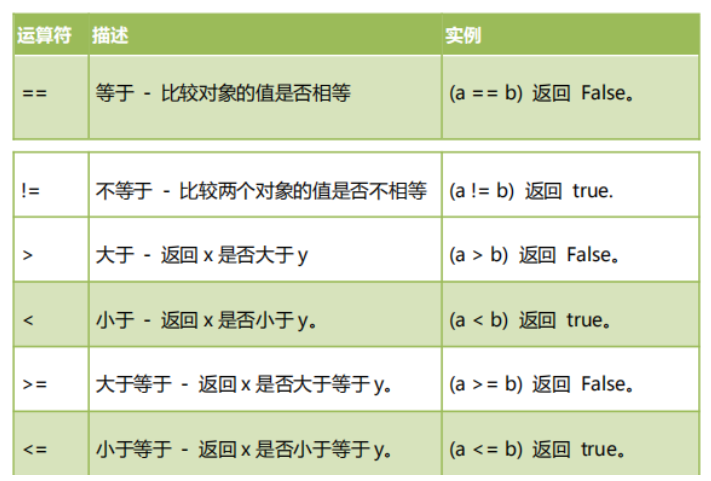 运算符 描述 实例
== 等于 - 比较对象的值是否相等 (a == b) 返回 False。
!= 不等于 - 比较两个对象的值是否不相等 (a != b) 返回 true.
> 大于 - 返回 x 是否大于 y (a > b) 返回 False。
< 小于 - 返回 x 是否小于 y。 (a < b) 返回 true。
>= 大于等于 - 返回 x 是否大于等于 y。 (a >= b) 返回 False。
<= 小于等于 - 返回 x 是否小于等于 y。 (a <= b) 返回 true。